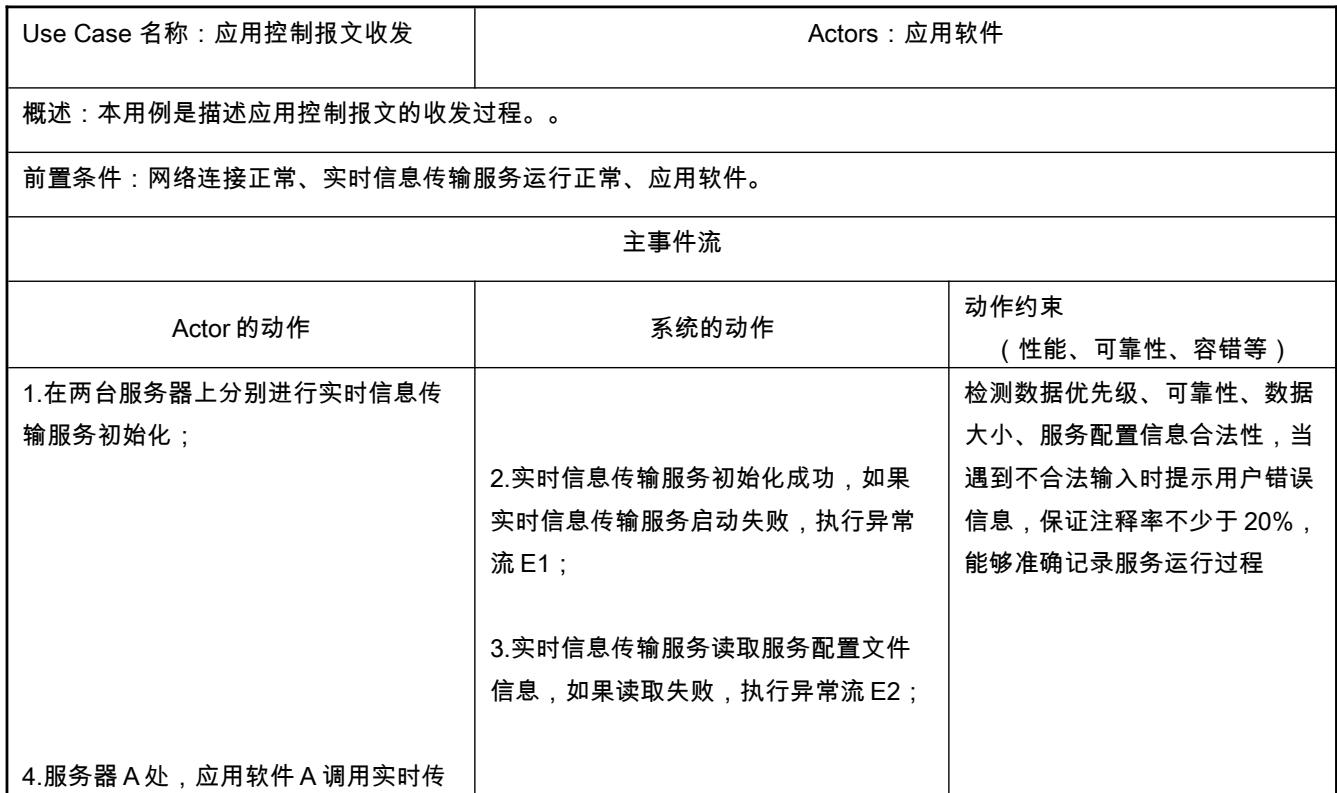 Use Case 名称：应用控制报文收发
Actors：应用软件
概述：本用例是描述应用控制报文的收发过程。。
前置条件：网络连接正常、实时信息传输服务运行正常、应用软件。
主事件流
Actor 的动作
系统的动作
动作约束
（性能、可靠性、容错等）
1.在两台服务器上分别进行实时信息传
输服务初始化；
2.实时信息传输服务初始化成功，如果
实时信息传输服务启动失败，执行异常
流 E1；
3.实时信息传输服务读取服务配置文件
信息，如果读取失败，执行异常流 E2；
4.服务器 A 处，应用软件 A 调用实时传
检测数据优先级、可靠性、数据
大小、服务配置信息合法性，当
遇到不合法输入时提示用户错误
信息，保证注释率不少于 20%，
能够准确记录服务运行过程